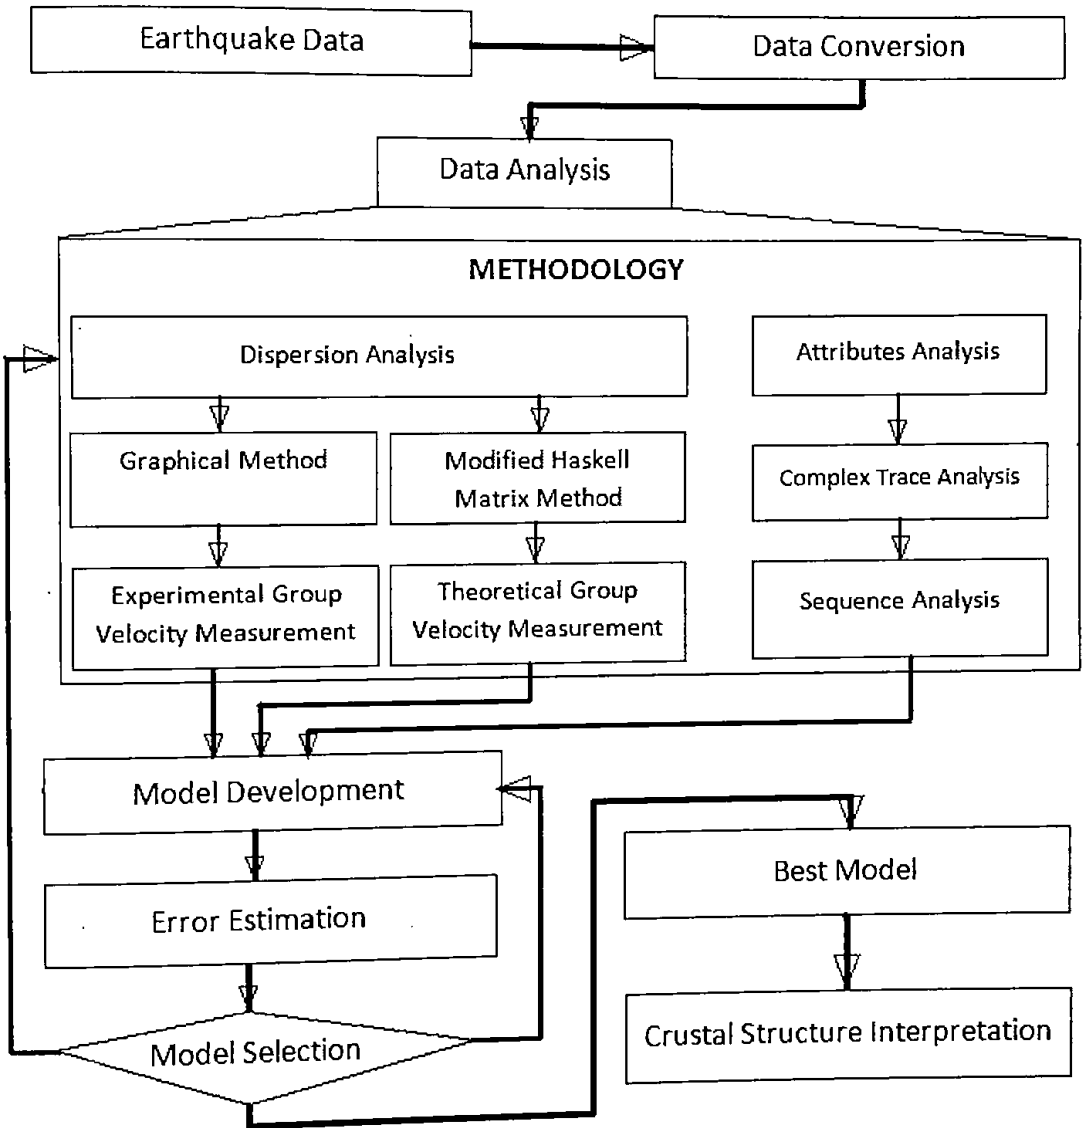 Earthquake Data
Data Conversion
Data Analysis
METHODOLOGY
Dispersion Analysis
Attributes Analysis
Graphical Method
Modified Haskell
Matrix Method
Complex Trace Analysis
Experimental Group
Velocity Measurement
Theoretical Group
Velocity Measurement
Sequence Analysis
Model Development
Best Model
Error Estimation
Model Selection
Crustal Structure Interpretation